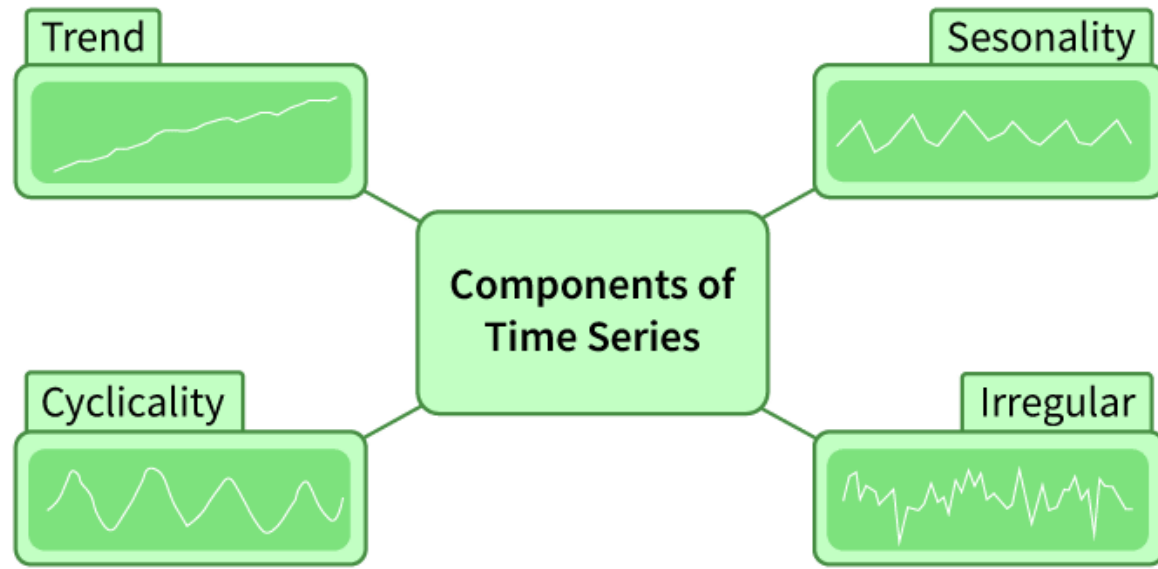 Trend
Sesonality
Components of
Time Series
Cyclicality
Irregular